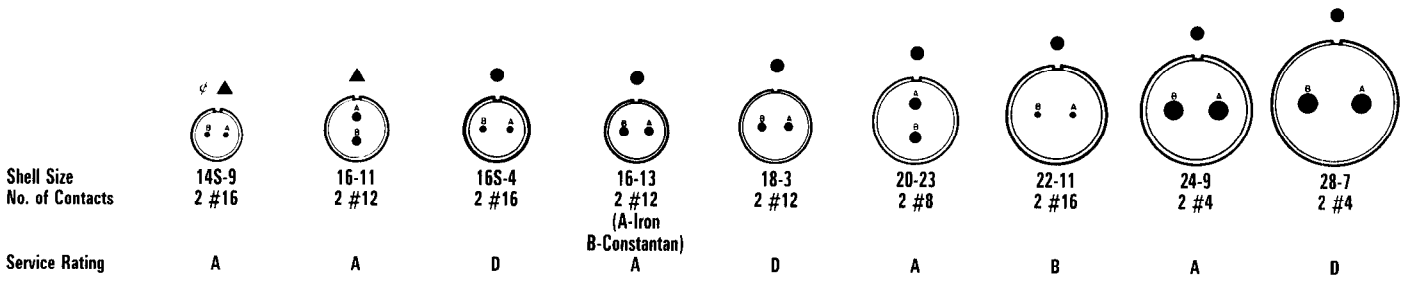 ¢
B A
A
B
B A
B A
B A
A
B
B A
B A
B A
Shell Size 14S-9 16-11 16S-4 16-13 18-3 20-23 22-11 24-9 28-7
No. of Contacts 2 #16 2 #12 2 #16 2 #12 2 #12 2 #8 2 #16 2 #4 2 #4
(A-Iron
B-Constantan)
Service Rating A A D A D A B A D